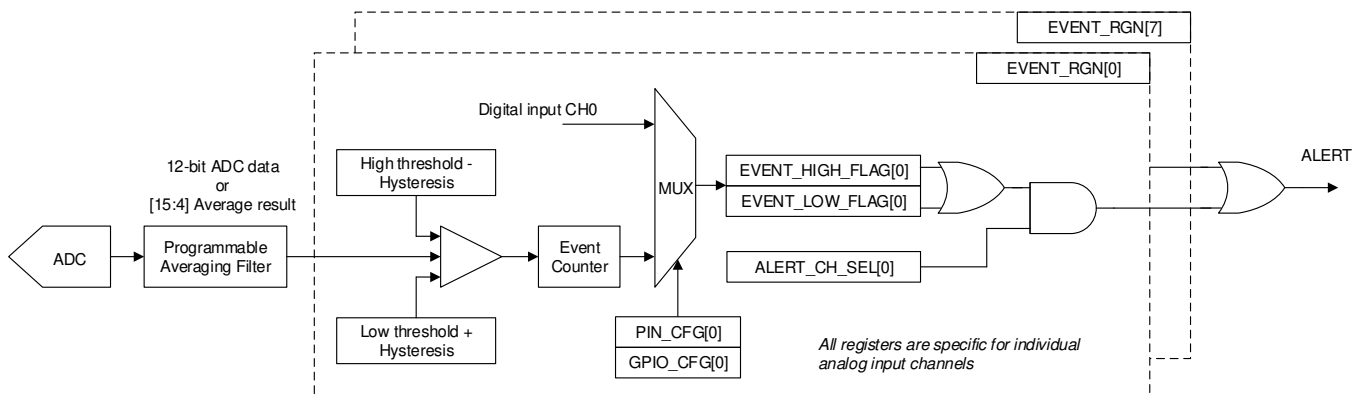 EVENT_RGN[7]
EVENT_RGN[0]
Digital input CH0
12-bit ADC data
or
[15:4] Average result
High threshold -
Hysteresis
MUX
EVENT_HIGH_FLAG[0]
EVENT_LOW_FLAG[0]
ALERT
ADC
Programmable
Averaging Filter
Event
Counter
ALERT_CH_SEL[0]
Low threshold +
Hysteresis
PIN_CFG[0]
GPIO_CFG[0]
All registers are specific for individual
analog input channels